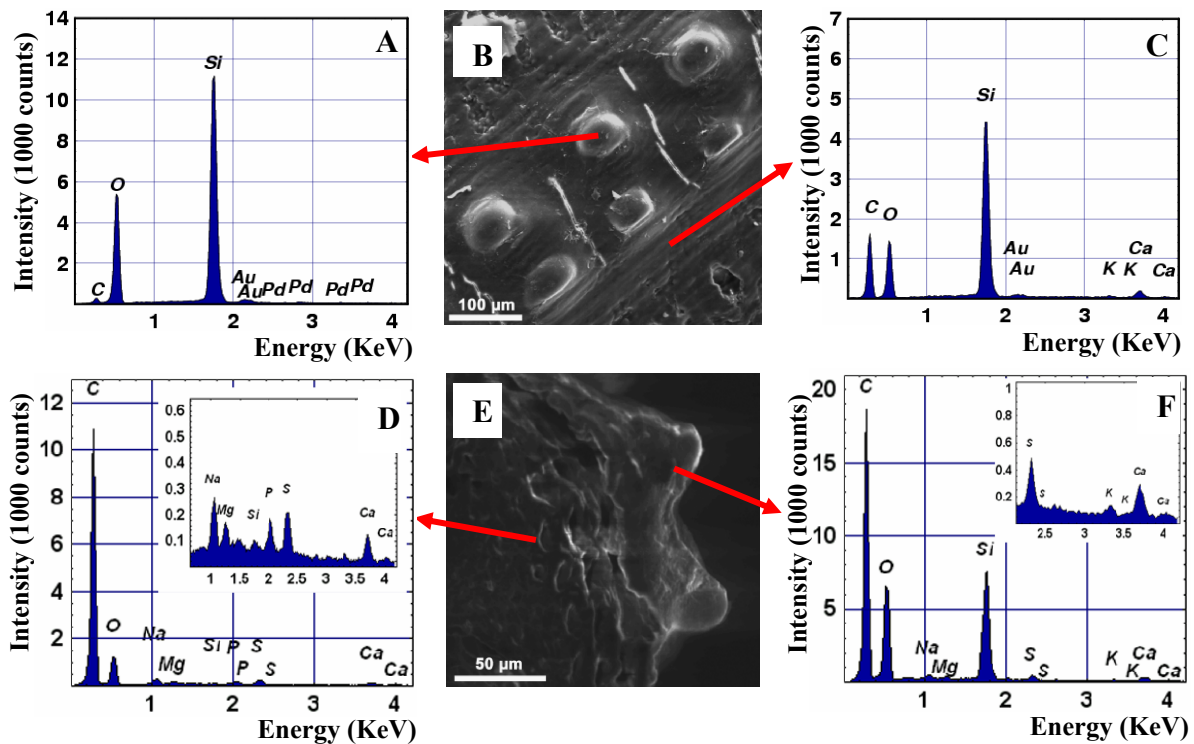 A
Intensity (1000 counts)
14
12
10
8
6
4
2
Si
O
C
Au
Au
Pd
Pd
Pd
Pd
1 2 3 4
Energy (KeV)
B
100 µm
C
Intensity (1000 counts)
7
6
5
4
3
2
1
Si
C
O
Au
Au
Ca
K
K
Ca
1 2 3 4
Energy (KeV)
D
Intensity (1000 counts)
12
10
8
6
4
2
C
O
Na
Mg
Si
P
S
P
S
Ca
Ca
0.6
0.5
0.4
0.3
0.2
0.1
Na
Mg
Si
P
S
Ca
Ca
1 1.5 2 2.5 3 3.5 4
1 2 3 4
Energy (KeV)
E
50 µm
F
Intensity (1000 counts)
20
15
20
5
C
O
Si
Na
Mg
S
S
K
Ca
K
Ca
1
0.8
0.6
0.4
0.2
S
S
K
K
Ca
Ca
2.5 3 3.5 4
1 2 3 4
Energy (KeV)